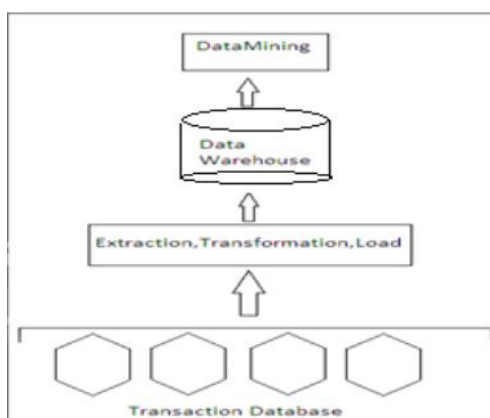 DataMining
Data
Warehouse
Extraction,Transformation,Load
Transaction Database